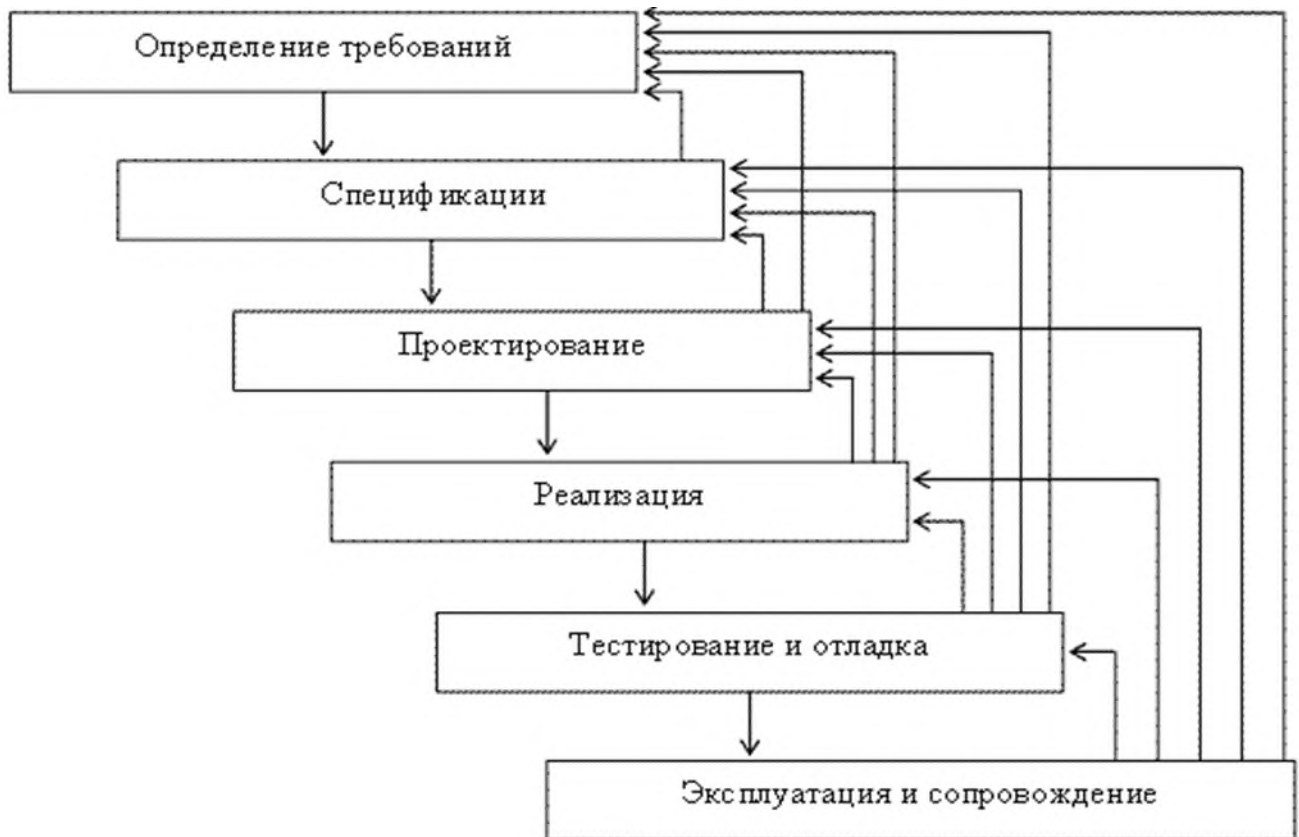 Определение требований
Спецификации
Проектирование
Реализация
Тестирование и отладка
Эксплуатация и сопровождение